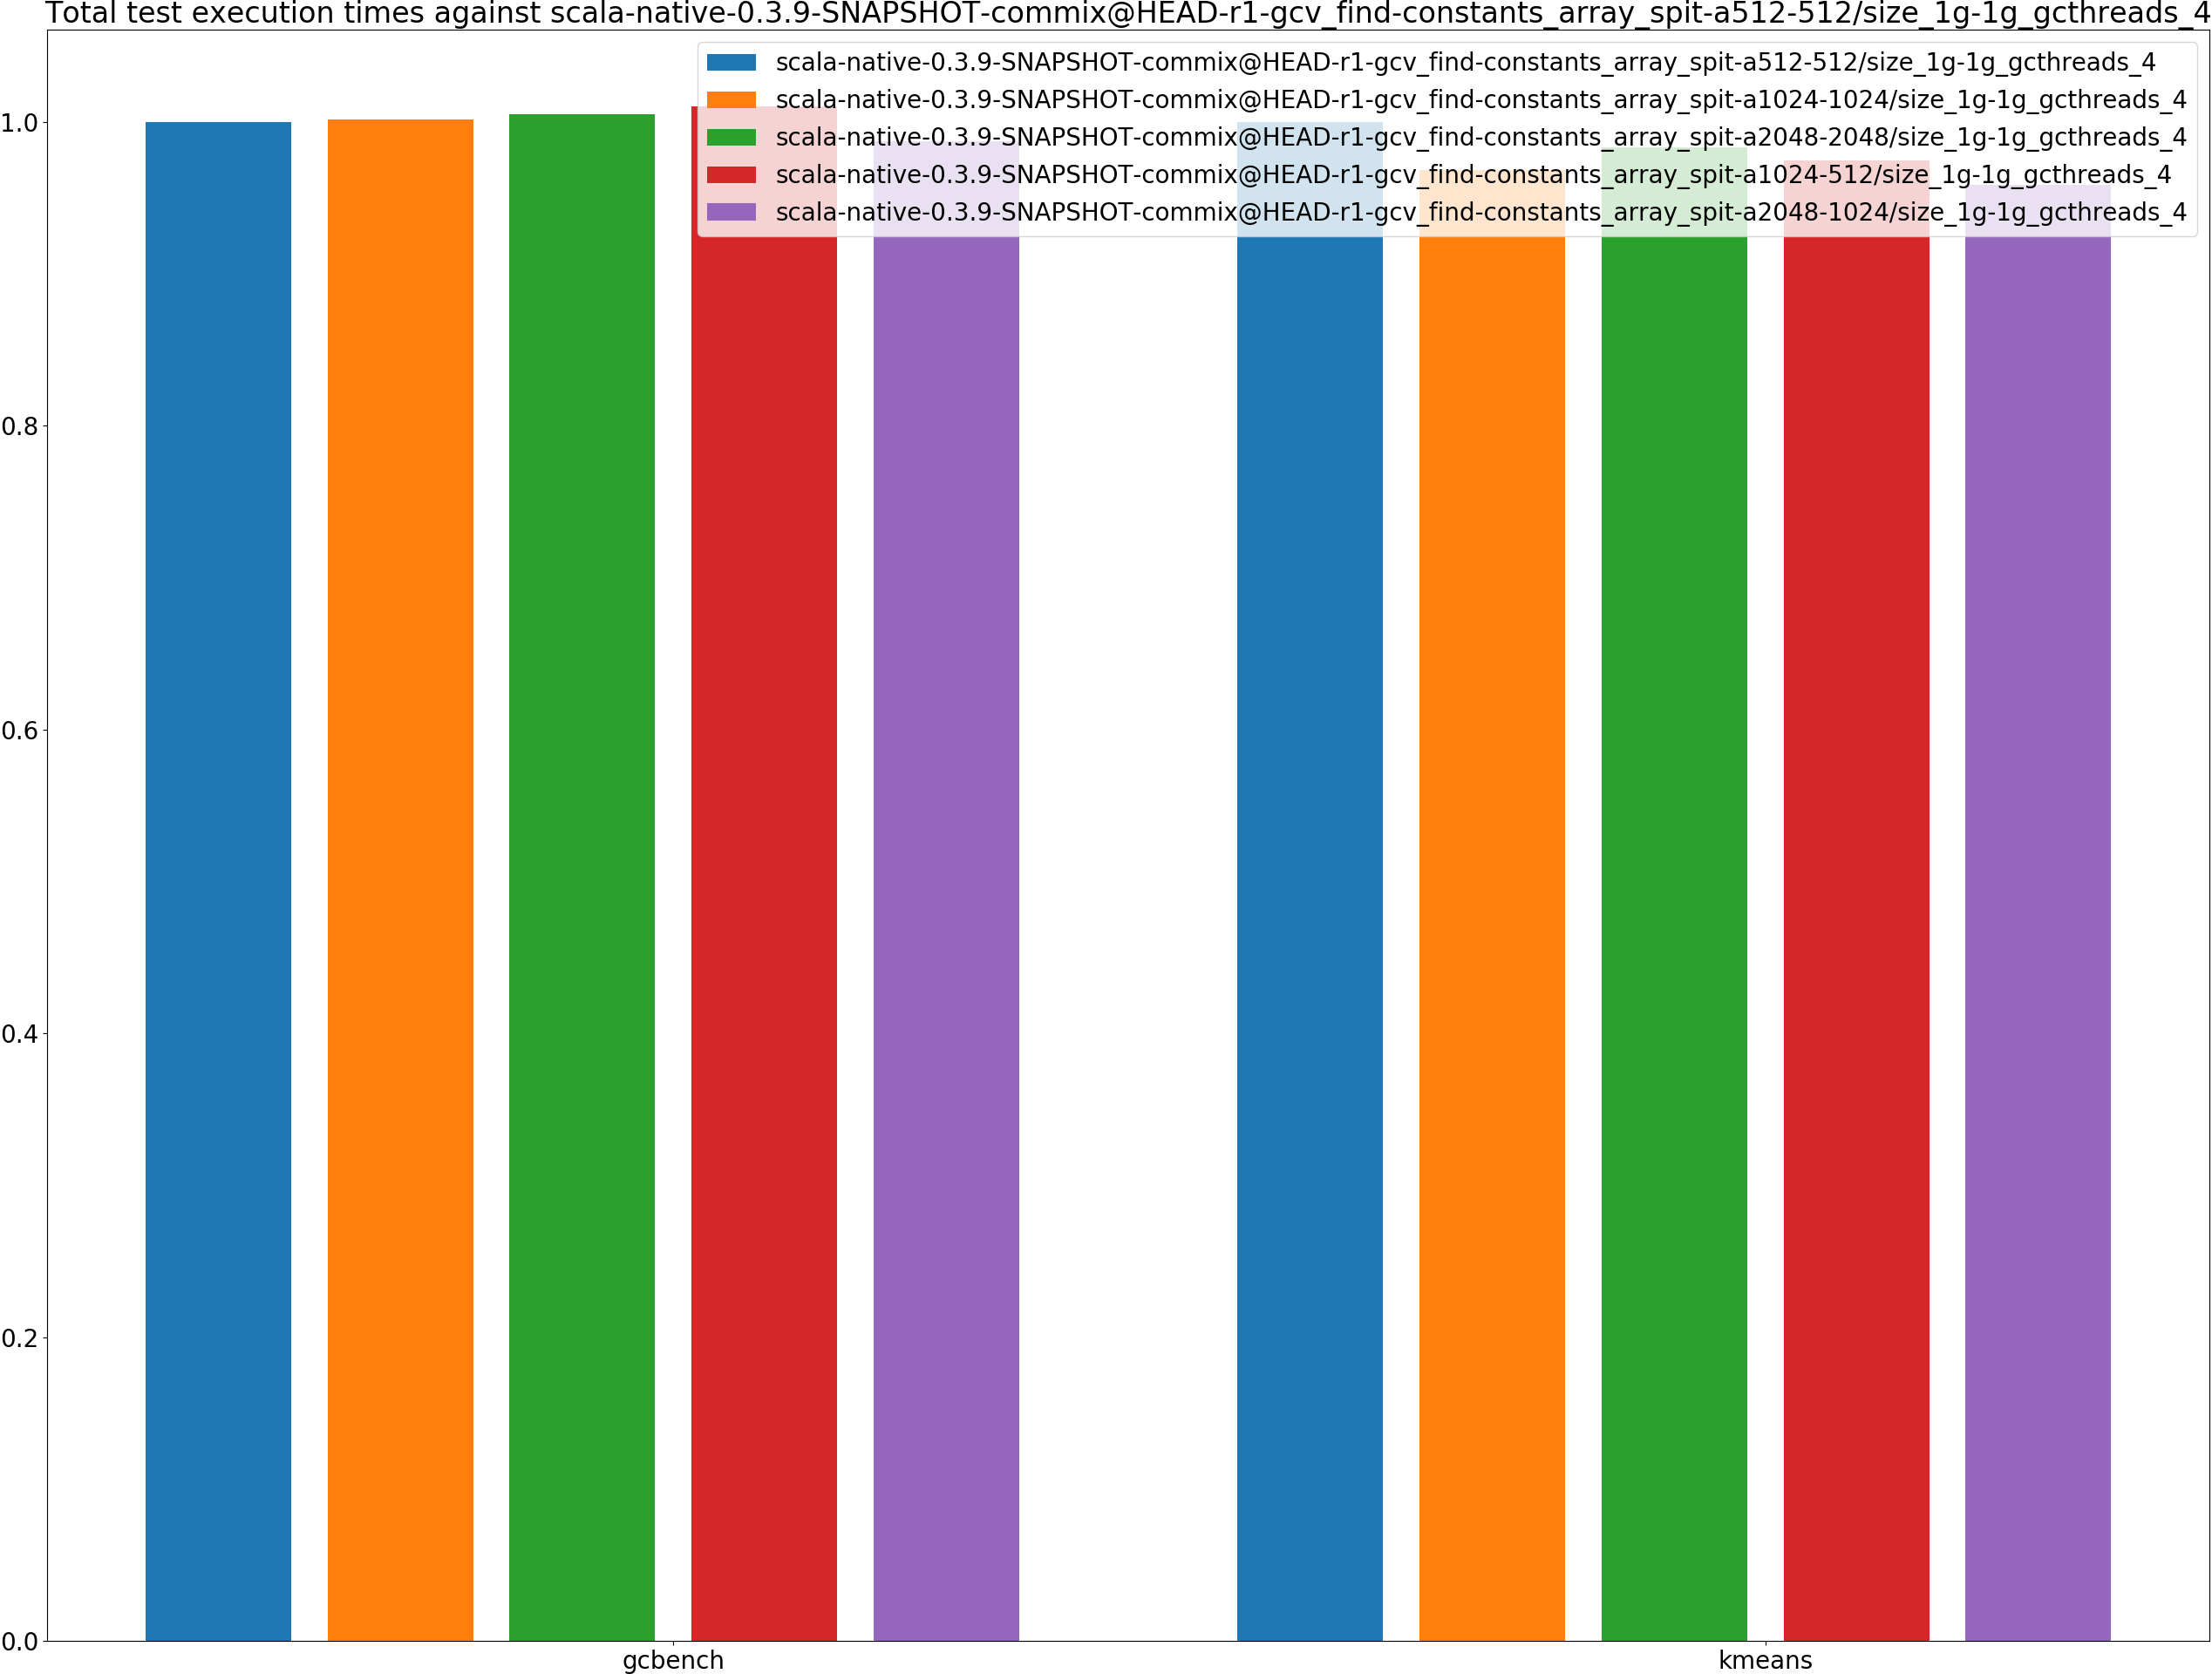 Total test execution times against scala-native-0.3.9-SNAPSHOT-commix@HEAD-r1-gcv_find-constants_array_spit-a512-512/size_1g-1g_gcthreads_4
scala-native-0.3.9-SNAPSHOT-commix@HEAD-r1-gcv_find-constants_array_spit-a512-512/size_1g-1g_gcthreads_4
scala-native-0.3.9-SNAPSHOT-commix@HEAD-r1-gcv_find-constants_array_spit-a1024-1024/size_1g-1g_gcthreads_4
scala-native-0.3.9-SNAPSHOT-commix@HEAD-r1-gcv_find-constants_array_spit-a2048-2048/size_1g-1g_gcthreads_4
scala-native-0.3.9-SNAPSHOT-commix@HEAD-r1-gcv_find-constants_array_spit-a1024-512/size_1g-1g_gcthreads_4
scala-native-0.3.9-SNAPSHOT-commix@HEAD-r1-gcv_find-constants_array_spit-a2048-1024/size_1g-1g_gcthreads_4
1.0
0.8
0.6
0.4
0.2
0.0
gcbench
kmeans